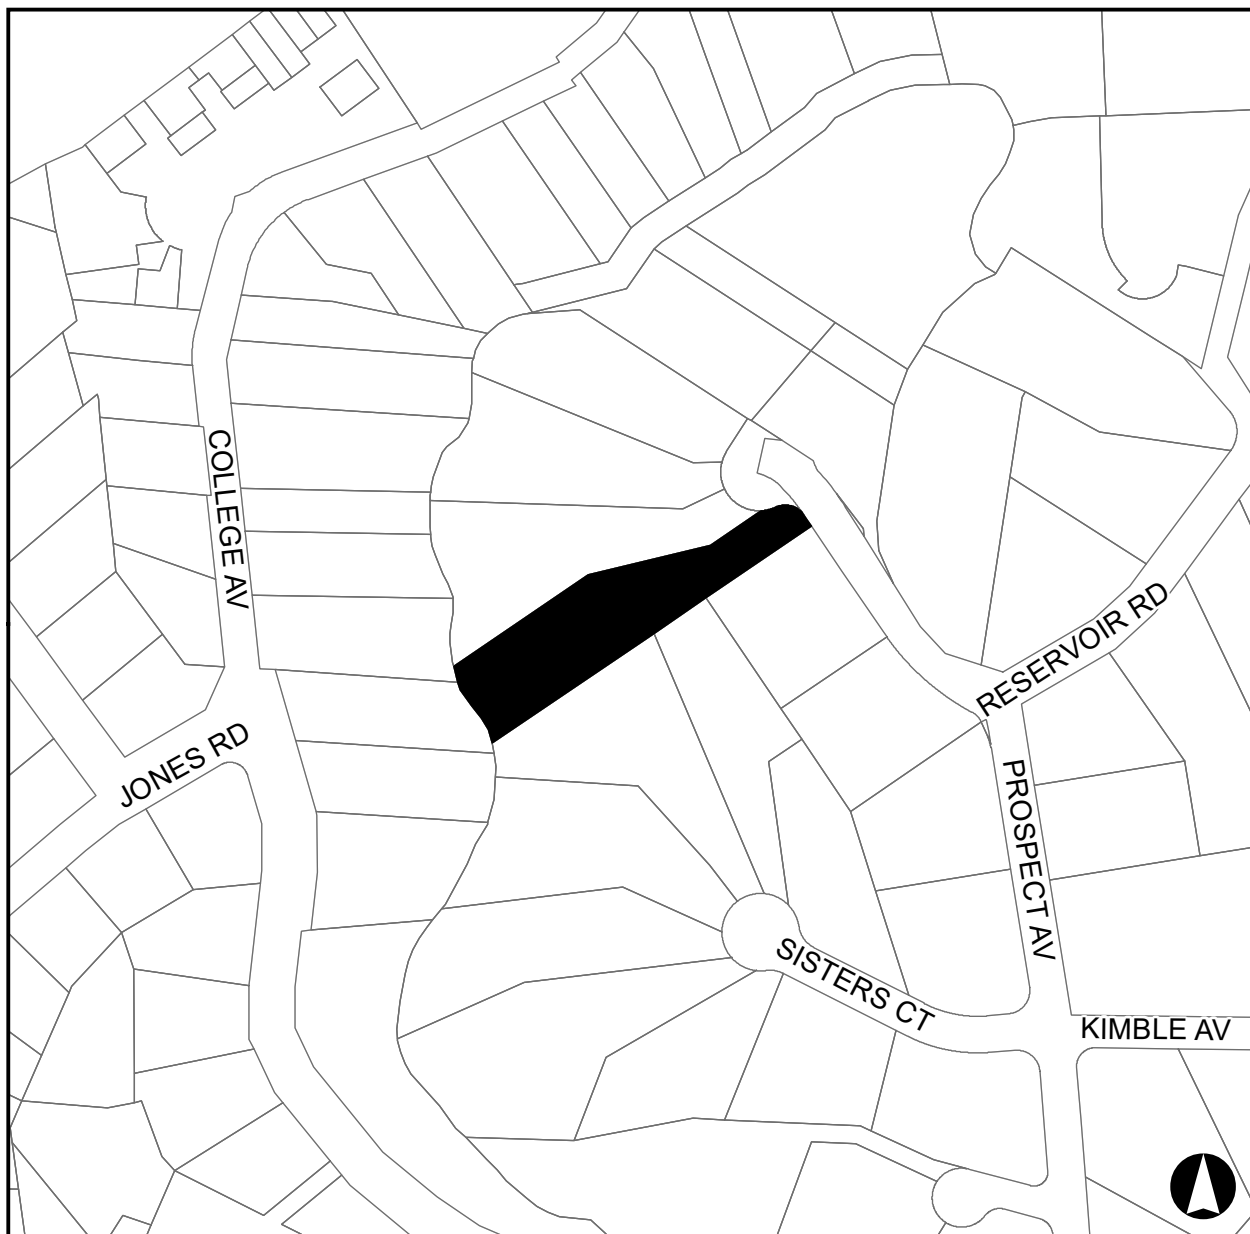 COLLEGE AV
RESERVOIR RD
JONES RD
PROSPECT AV
SISTERS CT
KIMBLE AV